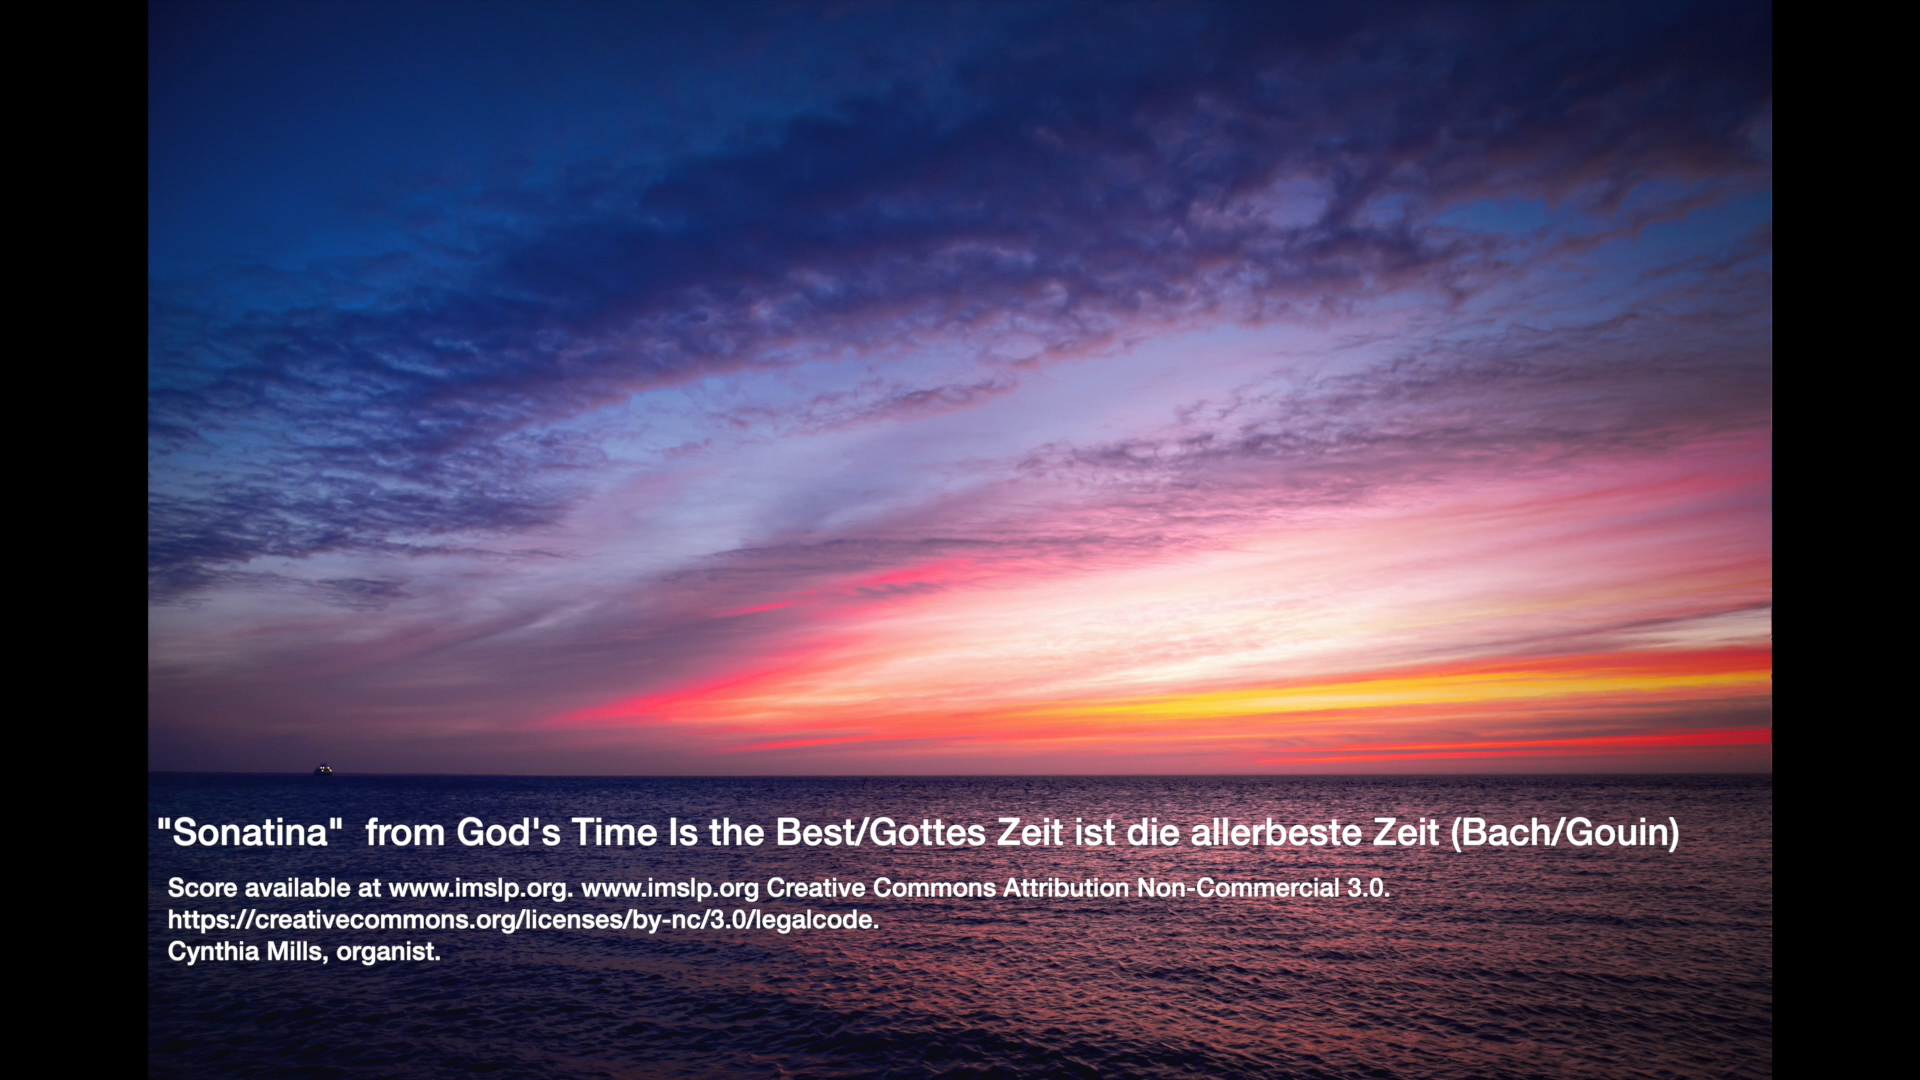 "Sonatina"  from God's Time Is the Best/Gottes Zeit ist die allerbeste Zeit (Bach/Gouin)
Score available at www.imslp.org. www.imslp.org Creative Commons Attribution Non-Commercial 3.0.
https://creativecommons.org/licenses/by-nc/3.0/legalcode.
Cynthia Mills, organist.